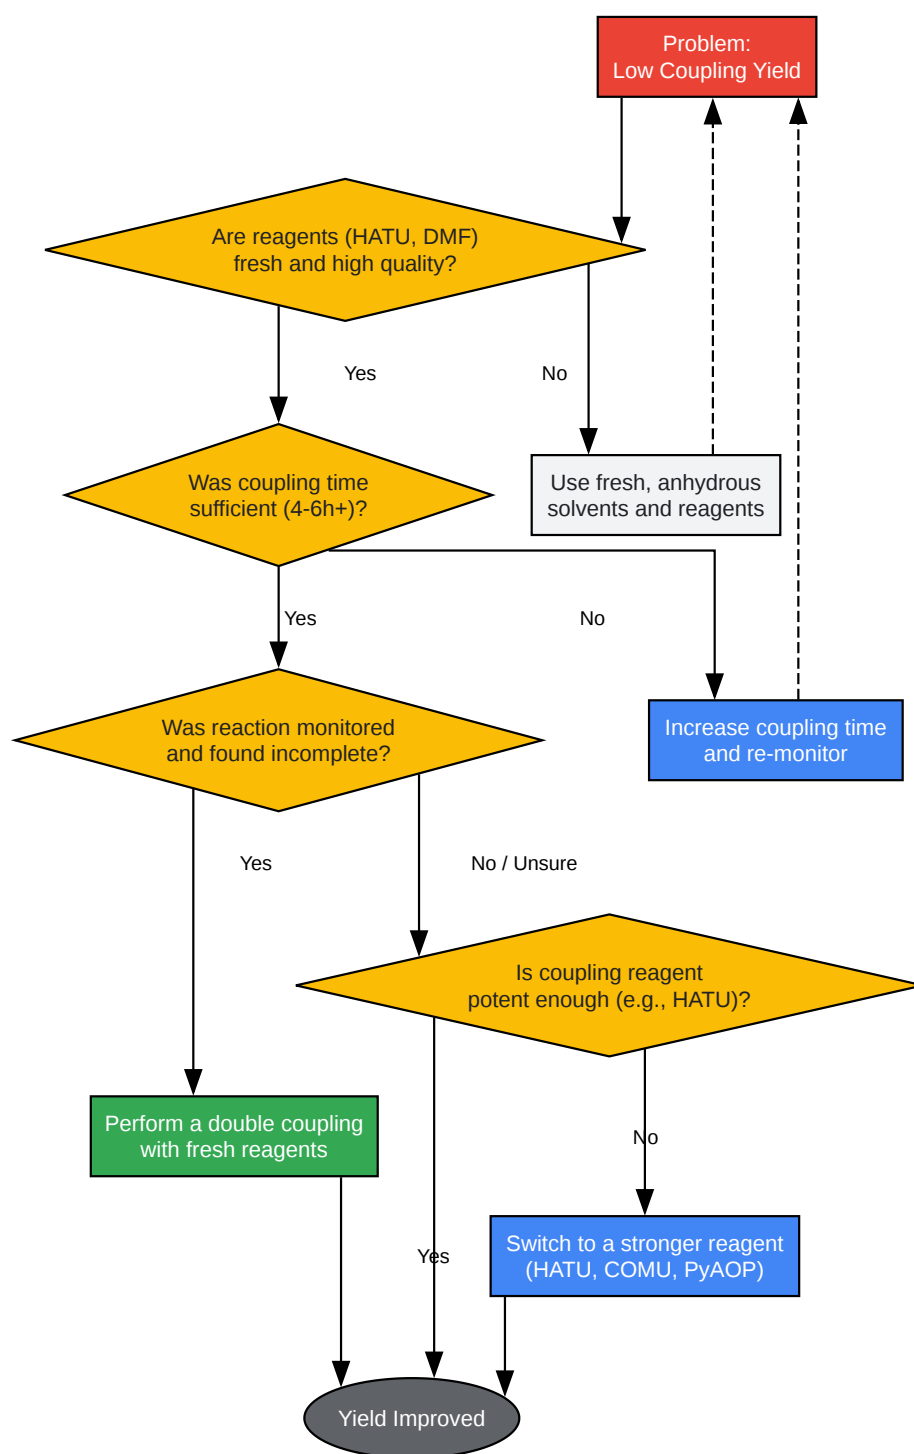 Problem:
Low Coupling Yield
Are reagents (HATU, DMF)
fresh and high quality?
Yes
No
Was coupling time
sufficient (4-6h+)?
Use fresh, anhydrous
solvents and reagents
Yes
No
Was reaction monitored
and found incomplete?
Increase coupling time
and re-monitor
Yes
No / Unsure
Is coupling reagent
potent enough (e.g., HATU)?
Perform a double coupling
with fresh reagents
No
Yes
Switch to a stronger reagent
(HATU, COMU, PyAOP)
Yield Improved